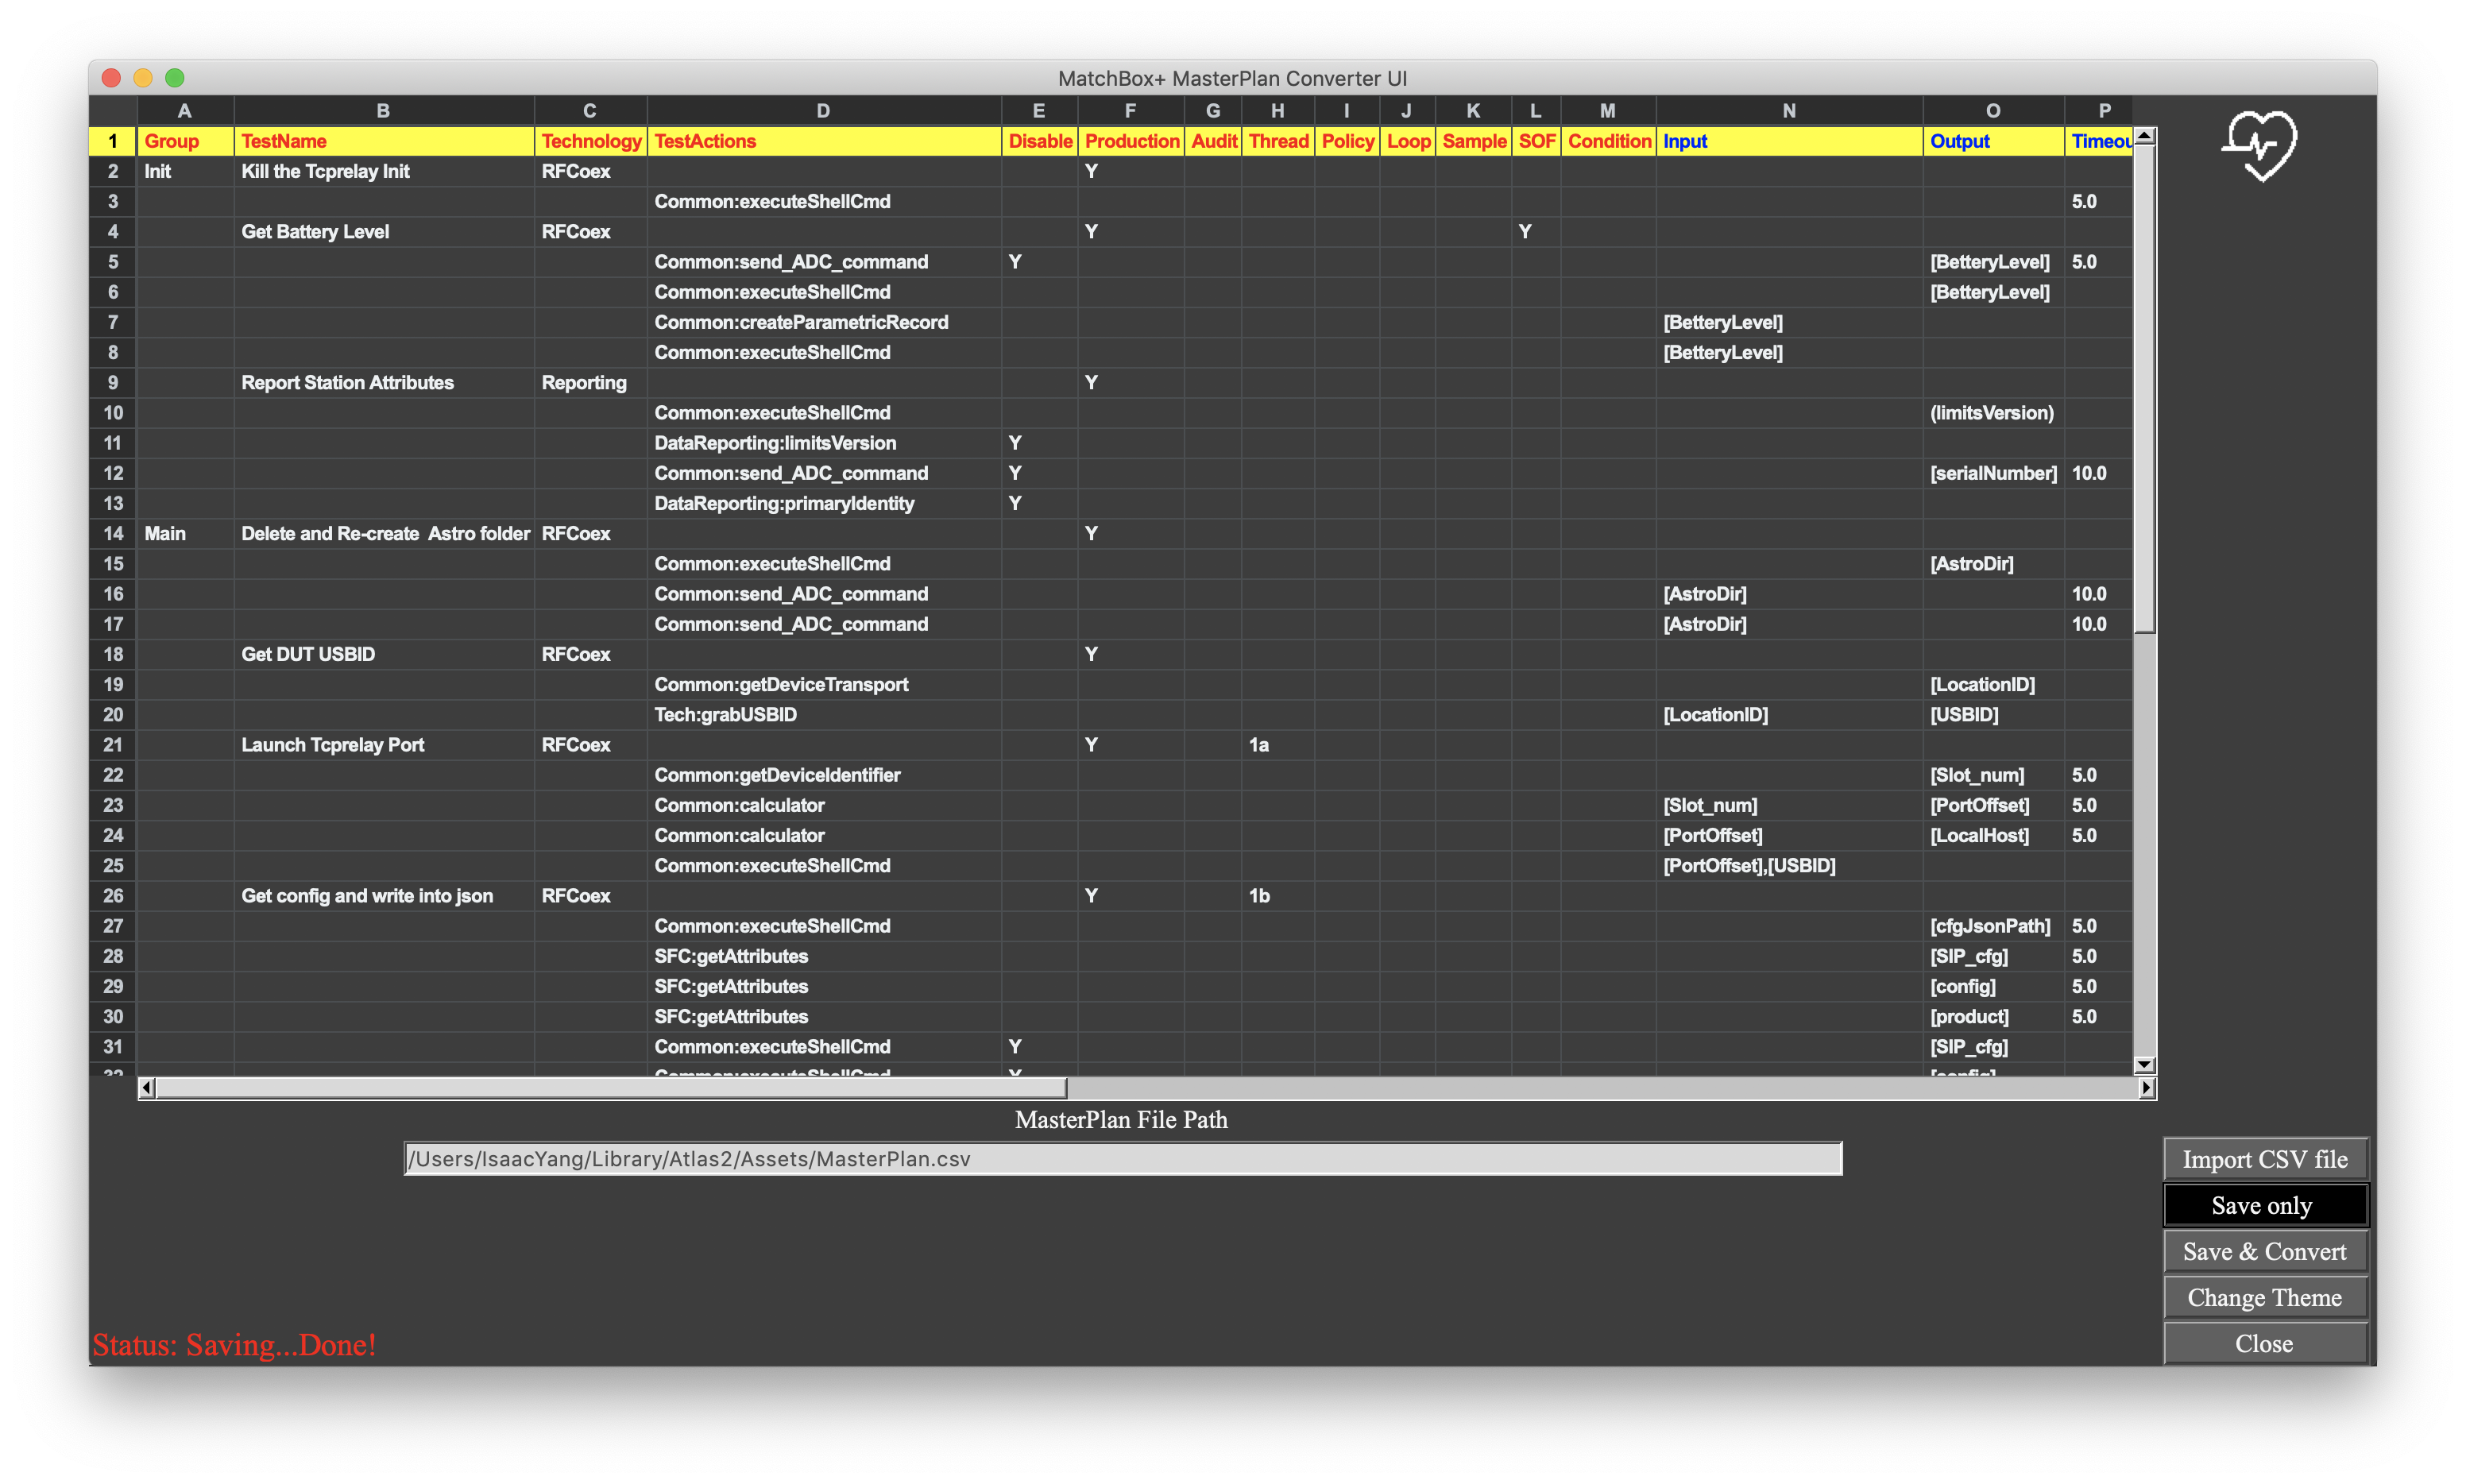 MatchBox+ MasterPlan Converter UI
A B C D E F G H I J K L M N O P
1 Group TestName Technology TestActions Disable Production Audit Thread Policy Loop Sample SOF Condition Input Output Timeou
2 Init Kill the Tcprelay Init RFCoex Y
3 Common:executeShellCmd 5.0
4 Get Battery Level RFCoex Y Y
5 Common:send_ADC_command Y [BetteryLevel] 5.0
6 Common:executeShellCmd [BetteryLevel]
7 Common:createParametricRecord [BetteryLevel]
8 Common:executeShellCmd [BetteryLevel]
9 Report Station Attributes Reporting Y
10 Common:executeShellCmd (limitsVersion)
11 DataReporting:limitsVersion Y
12 Common:send_ADC_command Y [serialNumber] 10.0
13 DataReporting:primaryIdentity Y
14 Main Delete and Re-create  Astro folder RFCoex Y
15 Common:executeShellCmd [AstroDir]
16 Common:send_ADC_command [AstroDir] 10.0
17 Common:send_ADC_command [AstroDir] 10.0
18 Get DUT USBID RFCoex Y
19 Common:getDeviceTransport [LocationID]
20 Tech:grabUSBID [LocationID] [USBID]
21 Launch Tcprelay Port RFCoex Y 1a
22 Common:getDeviceIdentifier [Slot_num] 5.0
23 Common:calculator [Slot_num] [PortOffset] 5.0
24 Common:calculator [PortOffset] [LocalHost] 5.0
25 Common:executeShellCmd [PortOffset],[USBID]
26 Get config and write into json RFCoex Y 1b
27 Common:executeShellCmd [cfgJsonPath] 5.0
28 SFC:getAttributes [SIP_cfg] 5.0
29 SFC:getAttributes [config] 5.0
30 SFC:getAttributes [product] 5.0
31 Common:executeShellCmd Y [SIP_cfg]
32 Common:executeShellCmd Y [config]
MasterPlan File Path
/Users/IsaacYang/Library/Atlas2/Assets/MasterPlan.csv
Import CSV file
Save only
Save & Convert
Change Theme
Close
Status: Saving...Done!